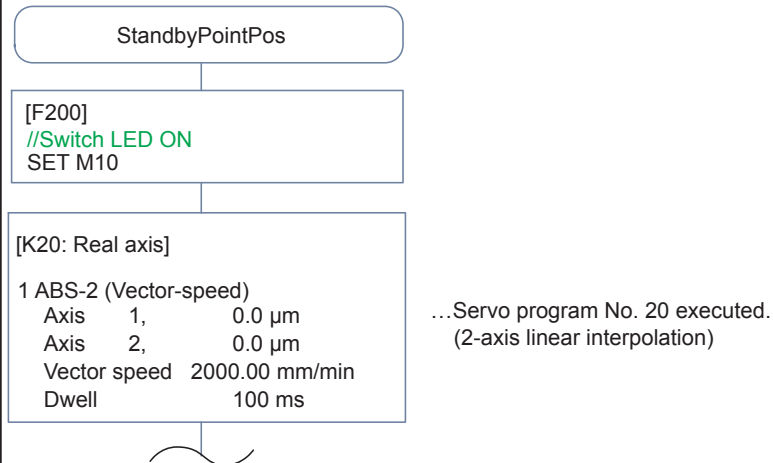 StandbyPointPos
[F200]
//Switch LED ON
SET M10
[K20: Real axis]
1 ABS-2 (Vector-speed)
Axis 1, 0.0 µm
Axis 2, 0.0 µm
Vector speed 2000.00 mm/min
Dwell 100 ms
…Servo program No. 20 executed.
(2-axis linear interpolation)